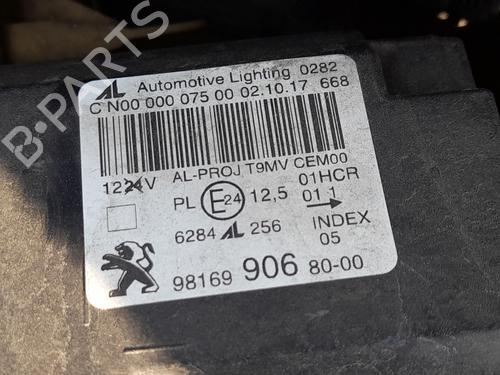 B-PARTS
AL Automotive Lighting 0282
C N00 000 075 00 02.10.17 668
1224V AL-PROJ T9MV CEM00
PL E24 12,5 01HCR
01 1
6284 AL 256 INDEX
05
98169 906 80-00